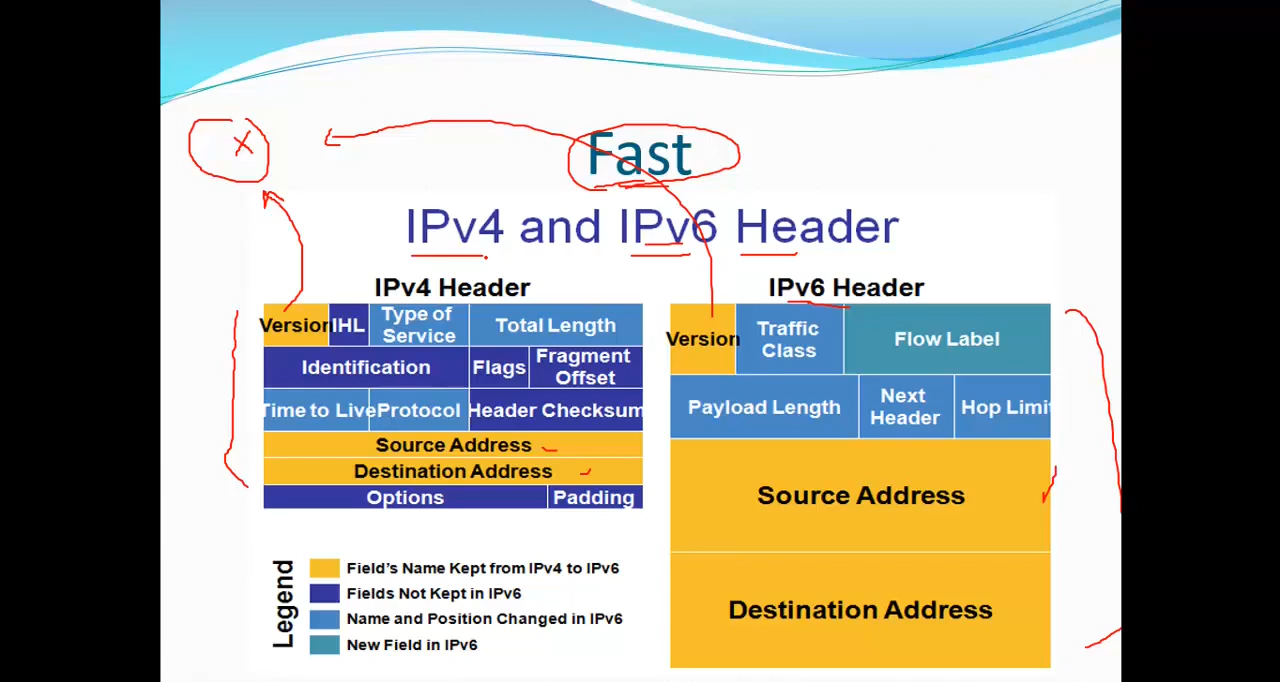 Fast
IPv4 and IPv6 Header
IPv4 Header
Version IHL Type of Service Total Length
Identification Flags Fragment Offset
Time to Live Protocol Header Checksum
Source Address
Destination Address
Options Padding
IPv6 Header
Version Traffic Class Flow Label
Payload Length Next Header Hop Limit
Source Address
Destination Address
Legend
Field's Name Kept from IPv4 to IPv6
Fields Not Kept in IPv6
Name and Position Changed in IPv6
New Field in IPv6
X